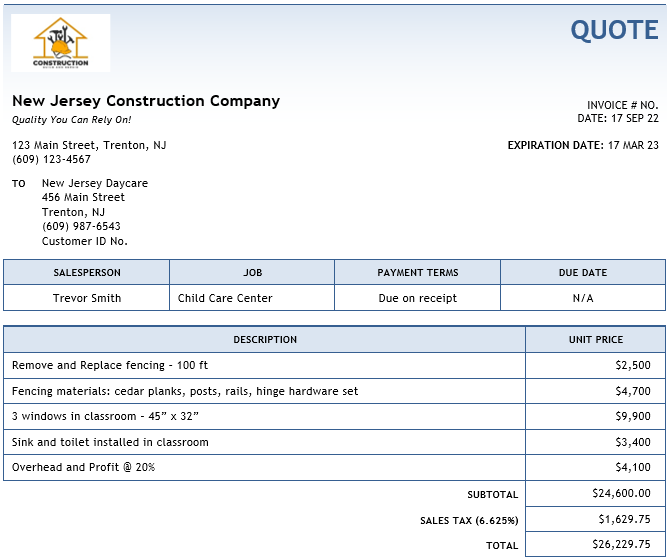 CONSTRUCTION
QUOTE
New Jersey Construction Company
Quality You Can Rely On!
INVOICE # NO.
DATE: 17 SEP 22
123 Main Street, Trenton, NJ
(609) 123-4567
EXPIRATION DATE: 17 MAR 23
TO New Jersey Daycare
456 Main Street
Trenton, NJ
(609) 987-6543
Customer ID No.
SALESPERSON JOB PAYMENT TERMS DUE DATE
Trevor Smith Child Care Center Due on receipt N/A
DESCRIPTION UNIT PRICE
Remove and Replace fencing – 100 ft $2,500
Fencing materials: cedar planks, posts, rails, hinge hardware set $4,700
3 windows in classroom – 45” x 32” $9,900
Sink and toilet installed in classroom $3,400
Overhead and Profit @ 20% $4,100
SUBTOTAL $24,600.00
SALES TAX (6.625%) $1,629.75
TOTAL $26,229.75